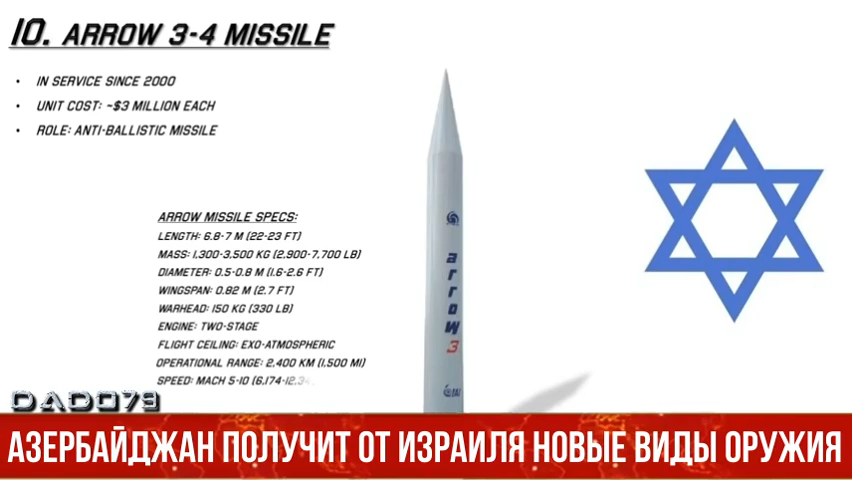 10. ARROW 3-4 MISSILE
• IN SERVICE SINCE 2000
• UNIT COST: ~$3 MILLION EACH
• ROLE: ANTI-BALLISTIC MISSILE
ARROW MISSILE SPECS:
LENGTH: 6.8-7 M (22-23 FT)
MASS: 1,300-3,500 KG (2,900-7,700 LB)
DIAMETER: 0.5-0.8 M (1.6-2.6 FT)
WINGSPAN: 0.82 M (2.7 FT)
WARHEAD: 150 KG (330 LB)
ENGINE: TWO-STAGE
FLIGHT CEILING: EXO-ATMOSPHERIC
OPERATIONAL RANGE: 2,400 KM (1,500 MI)
SPEED: MACH 5-10 (6,174-12,34
arrow
3
DADO79
АЗЕРБАЙДЖАН ПОЛУЧИТ ОТ ИЗРАИЛЯ НОВЫЕ ВИДЫ ОРУЖИЯ